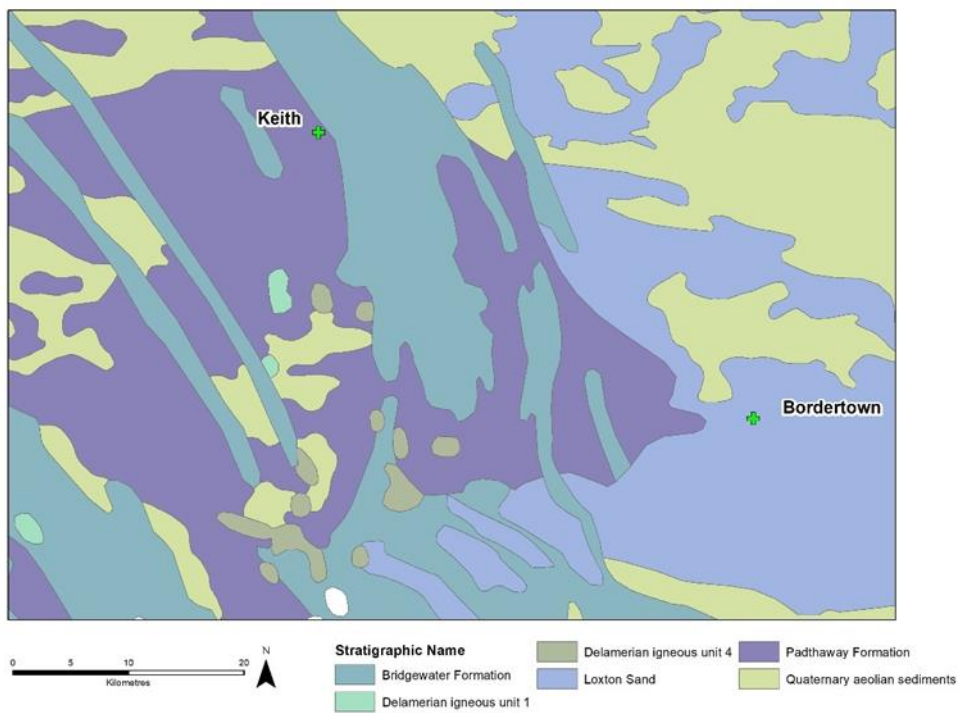 Keith
Bordertown
0 5 10 20
Kilometres
N
Stratigraphic Name
Bridgewater Formation
Delamerian igneous unit 1
Delamerian igneous unit 4
Loxton Sand
Padthaway Formation
Quaternary aeolian sediments